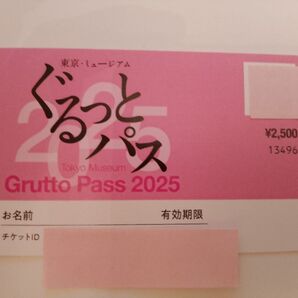 東京・ミュージアム
2025
ぐるっと
パス
Tokyo Museum
Grutto Pass 2025
¥2,500
13496
お名前
有効期限
チケットID